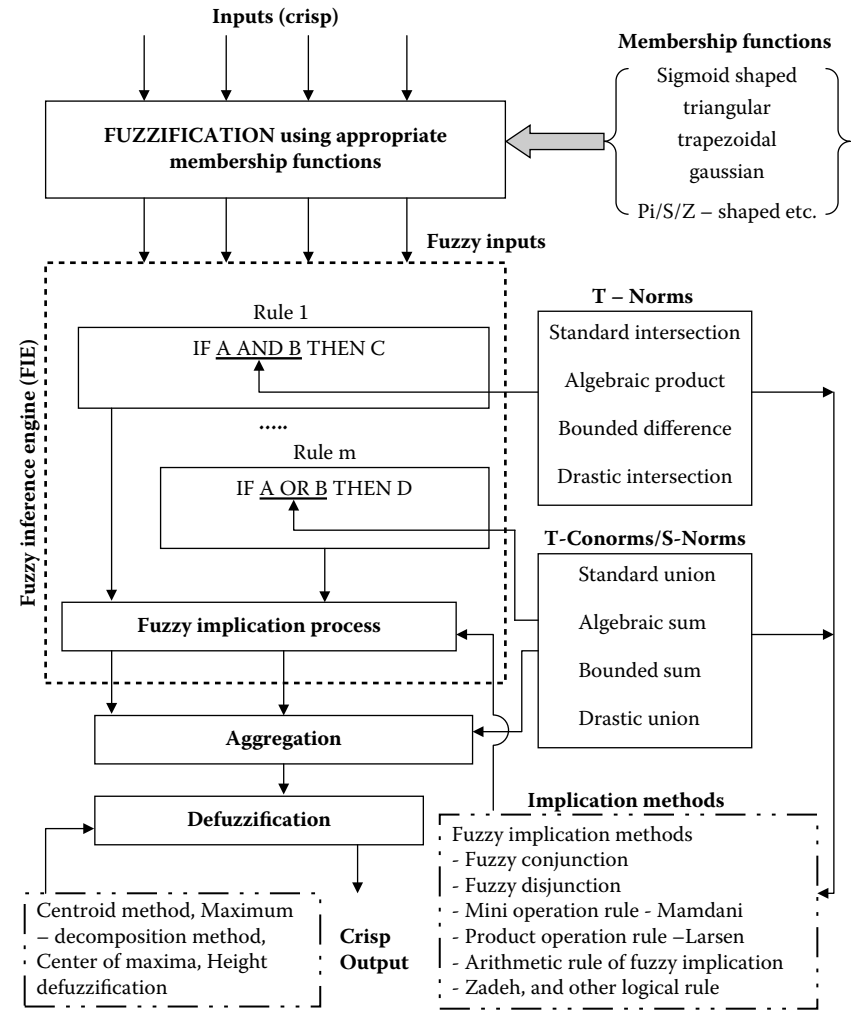 Inputs (crisp)
Membership functions
Sigmoid shaped
triangular
trapezoidal
gaussian
Pi/S/Z – shaped etc.
FUZZIFICATION using appropriate
membership functions
Fuzzy inputs
Fuzzy inference engine (FIE)
Rule 1
IF A AND B THEN C
.....
Rule m
IF A OR B THEN D
Fuzzy implication process
T – Norms
Standard intersection
Algebraic product
Bounded difference
Drastic intersection
T-Conorms/S-Norms
Standard union
Algebraic sum
Bounded sum
Drastic union
Aggregation
Defuzzification
Implication methods
Fuzzy implication methods
- Fuzzy conjunction
- Fuzzy disjunction
- Mini operation rule - Mamdani
- Product operation rule –Larsen
- Arithmetic rule of fuzzy implication
- Zadeh, and other logical rule
Centroid method, Maximum
– decomposition method,
Center of maxima, Height
defuzzification
Crisp
Output